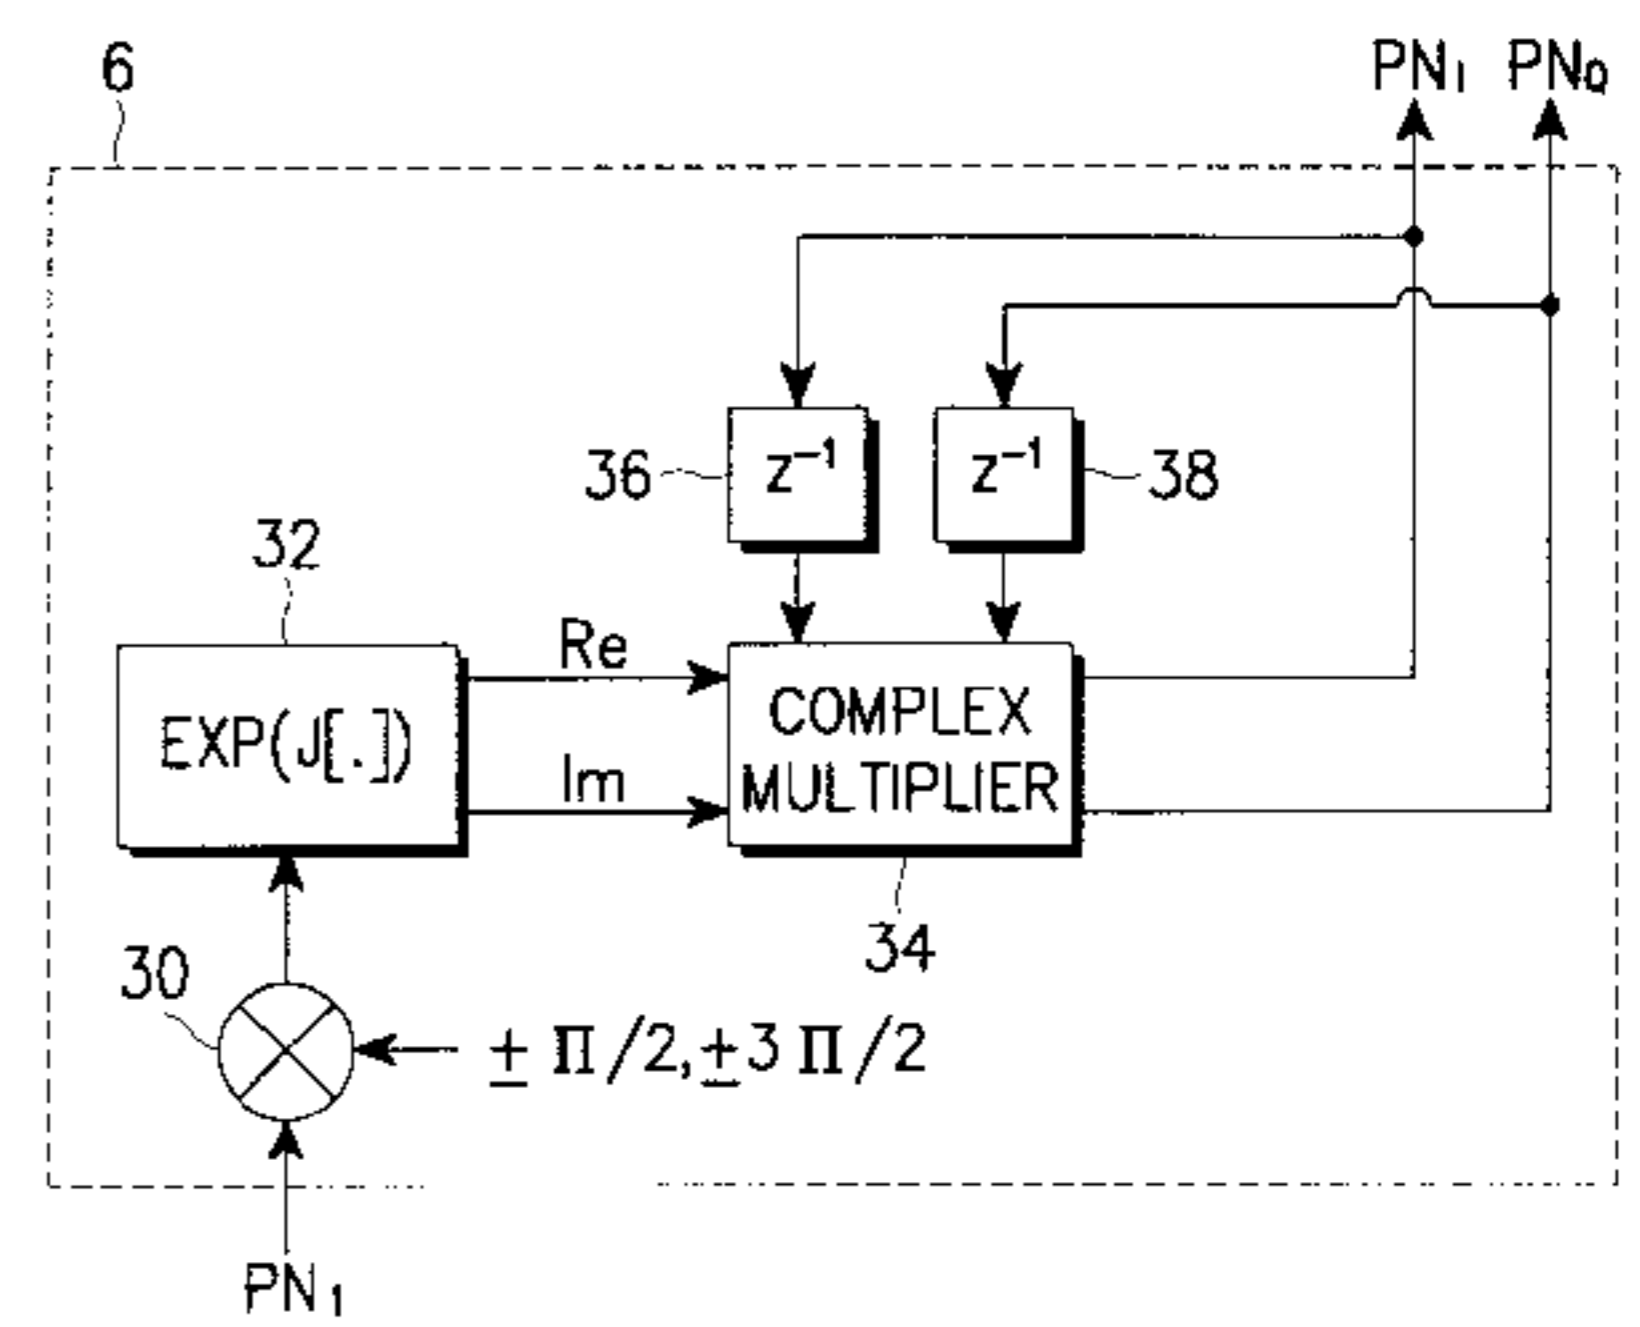 6
PNI PNQ
36 z⁻¹ z⁻¹ 38
32
Re
EXP(J[.])
COMPLEX
MULTIPLIER
Im
34
30
± Π/2,±3Π/2
PN1